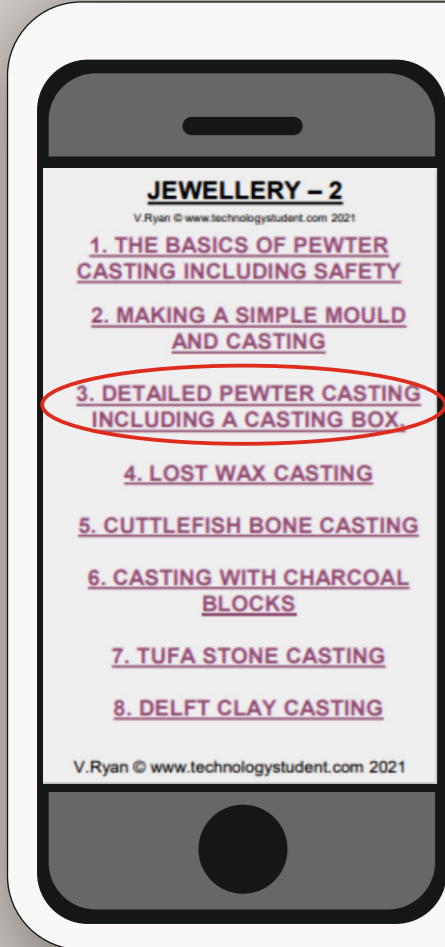 JEWELLERY – 2
V.Ryan © www.technologystudent.com 2021
1. THE BASICS OF PEWTER
CASTING INCLUDING SAFETY
2. MAKING A SIMPLE MOULD
AND CASTING
3. DETAILED PEWTER CASTING
INCLUDING A CASTING BOX.
4. LOST WAX CASTING
5. CUTTLEFISH BONE CASTING
6. CASTING WITH CHARCOAL
BLOCKS
7. TUFA STONE CASTING
8. DELFT CLAY CASTING
V.Ryan © www.technologystudent.com 2021